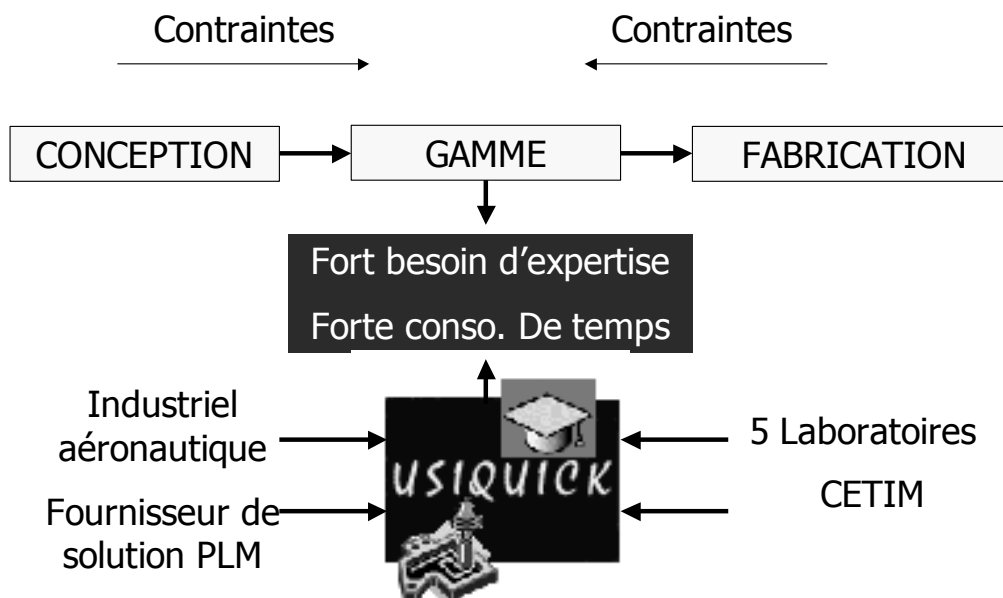 Contraintes
Contraintes
CONCEPTION
GAMME
FABRICATION
Fort besoin d’expertise
Forte conso. De temps
Industriel
aéronautique
Fournisseur de
solution PLM
USIQUICK
5 Laboratoires
CETIM